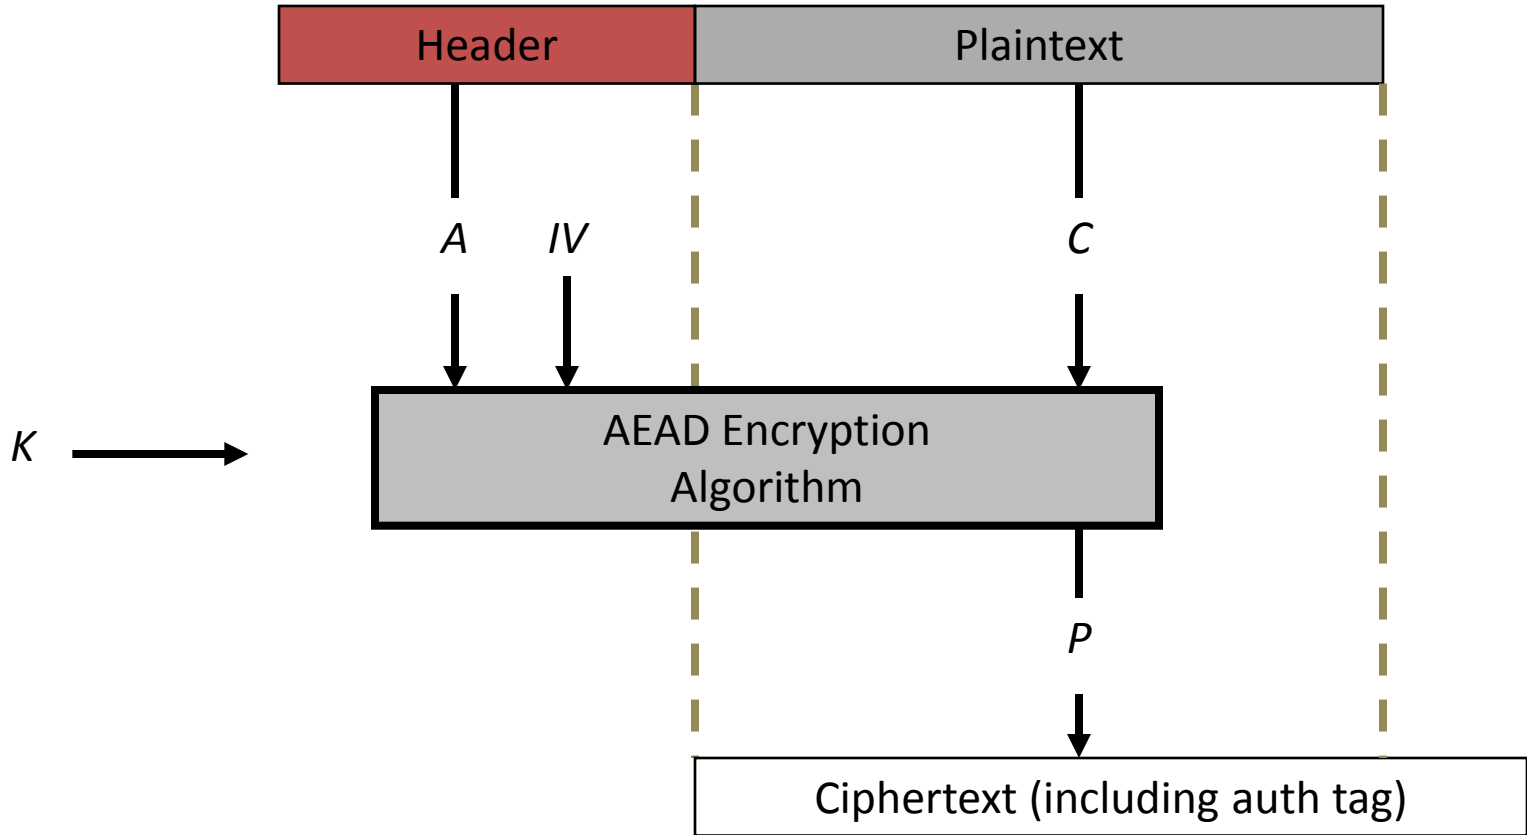 Header
Plaintext
A
IV
C
K
AEAD Encryption
Algorithm
P
Ciphertext (including auth tag)